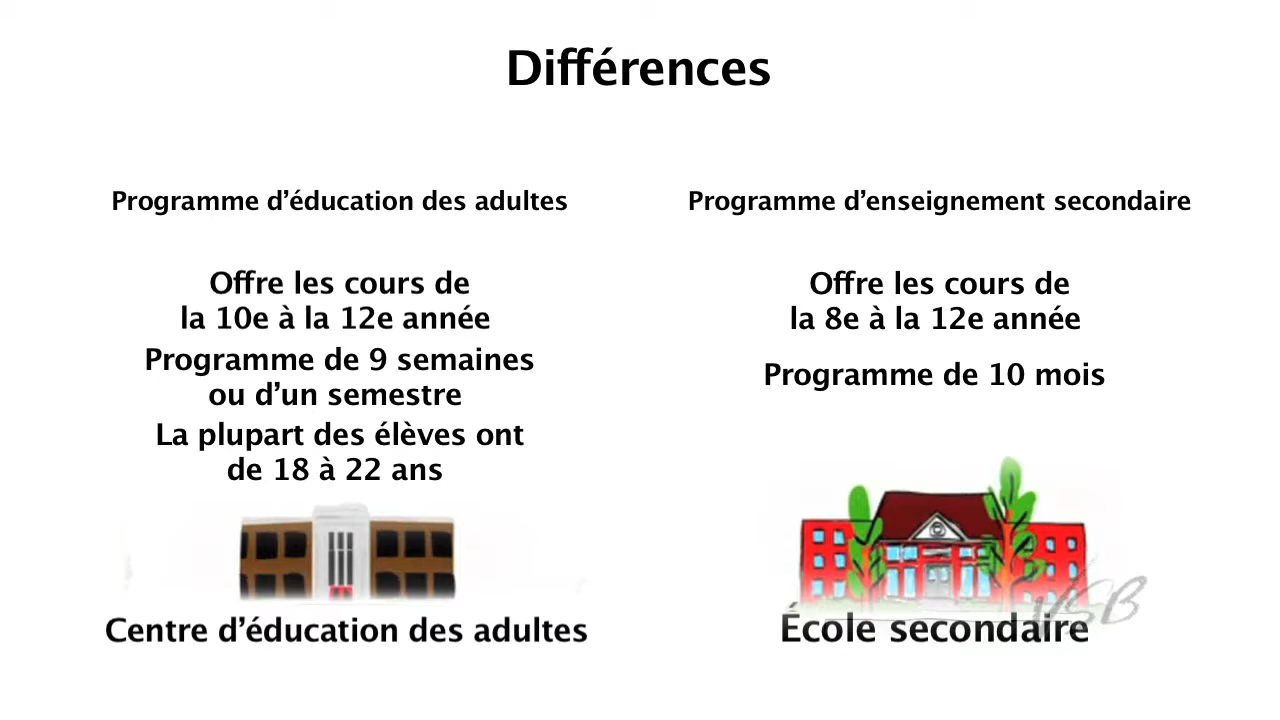 Différences
Programme d’éducation des adultes
Offre les cours de
la 10e à la 12e année
Programme de 9 semaines
ou d’un semestre
La plupart des élèves ont
de 18 à 22 ans
Centre d’éducation des adultes
Programme d’enseignement secondaire
Offre les cours de
la 8e à la 12e année
Programme de 10 mois
École secondaire
VSB